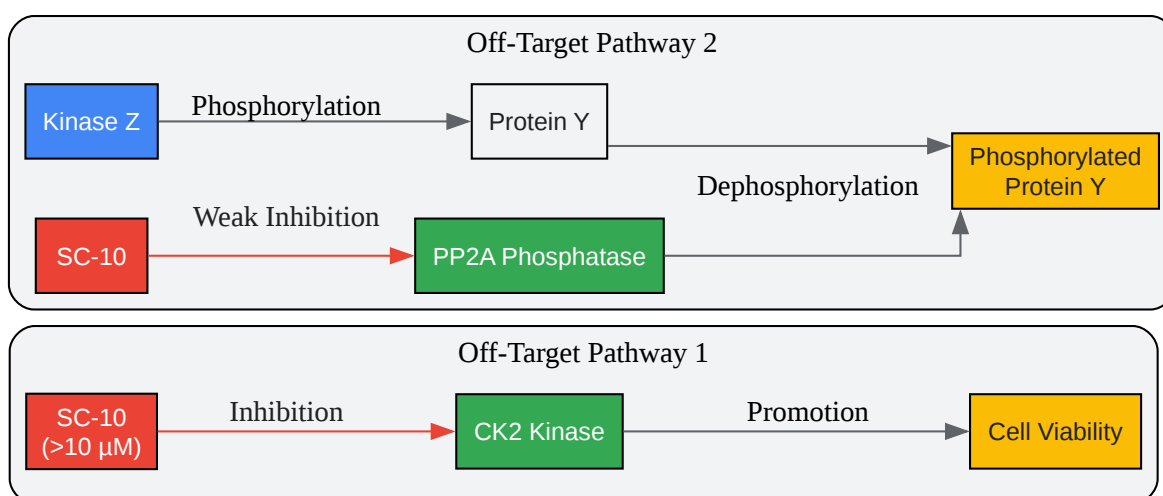 Off-Target Pathway 2
Kinase Z
Phosphorylation
Protein Y
Phosphorylated
Protein Y
Dephosphorylation
SC-10
Weak Inhibition
PP2A Phosphatase
Off-Target Pathway 1
SC-10
(>10 µM)
Inhibition
CK2 Kinase
Promotion
Cell Viability